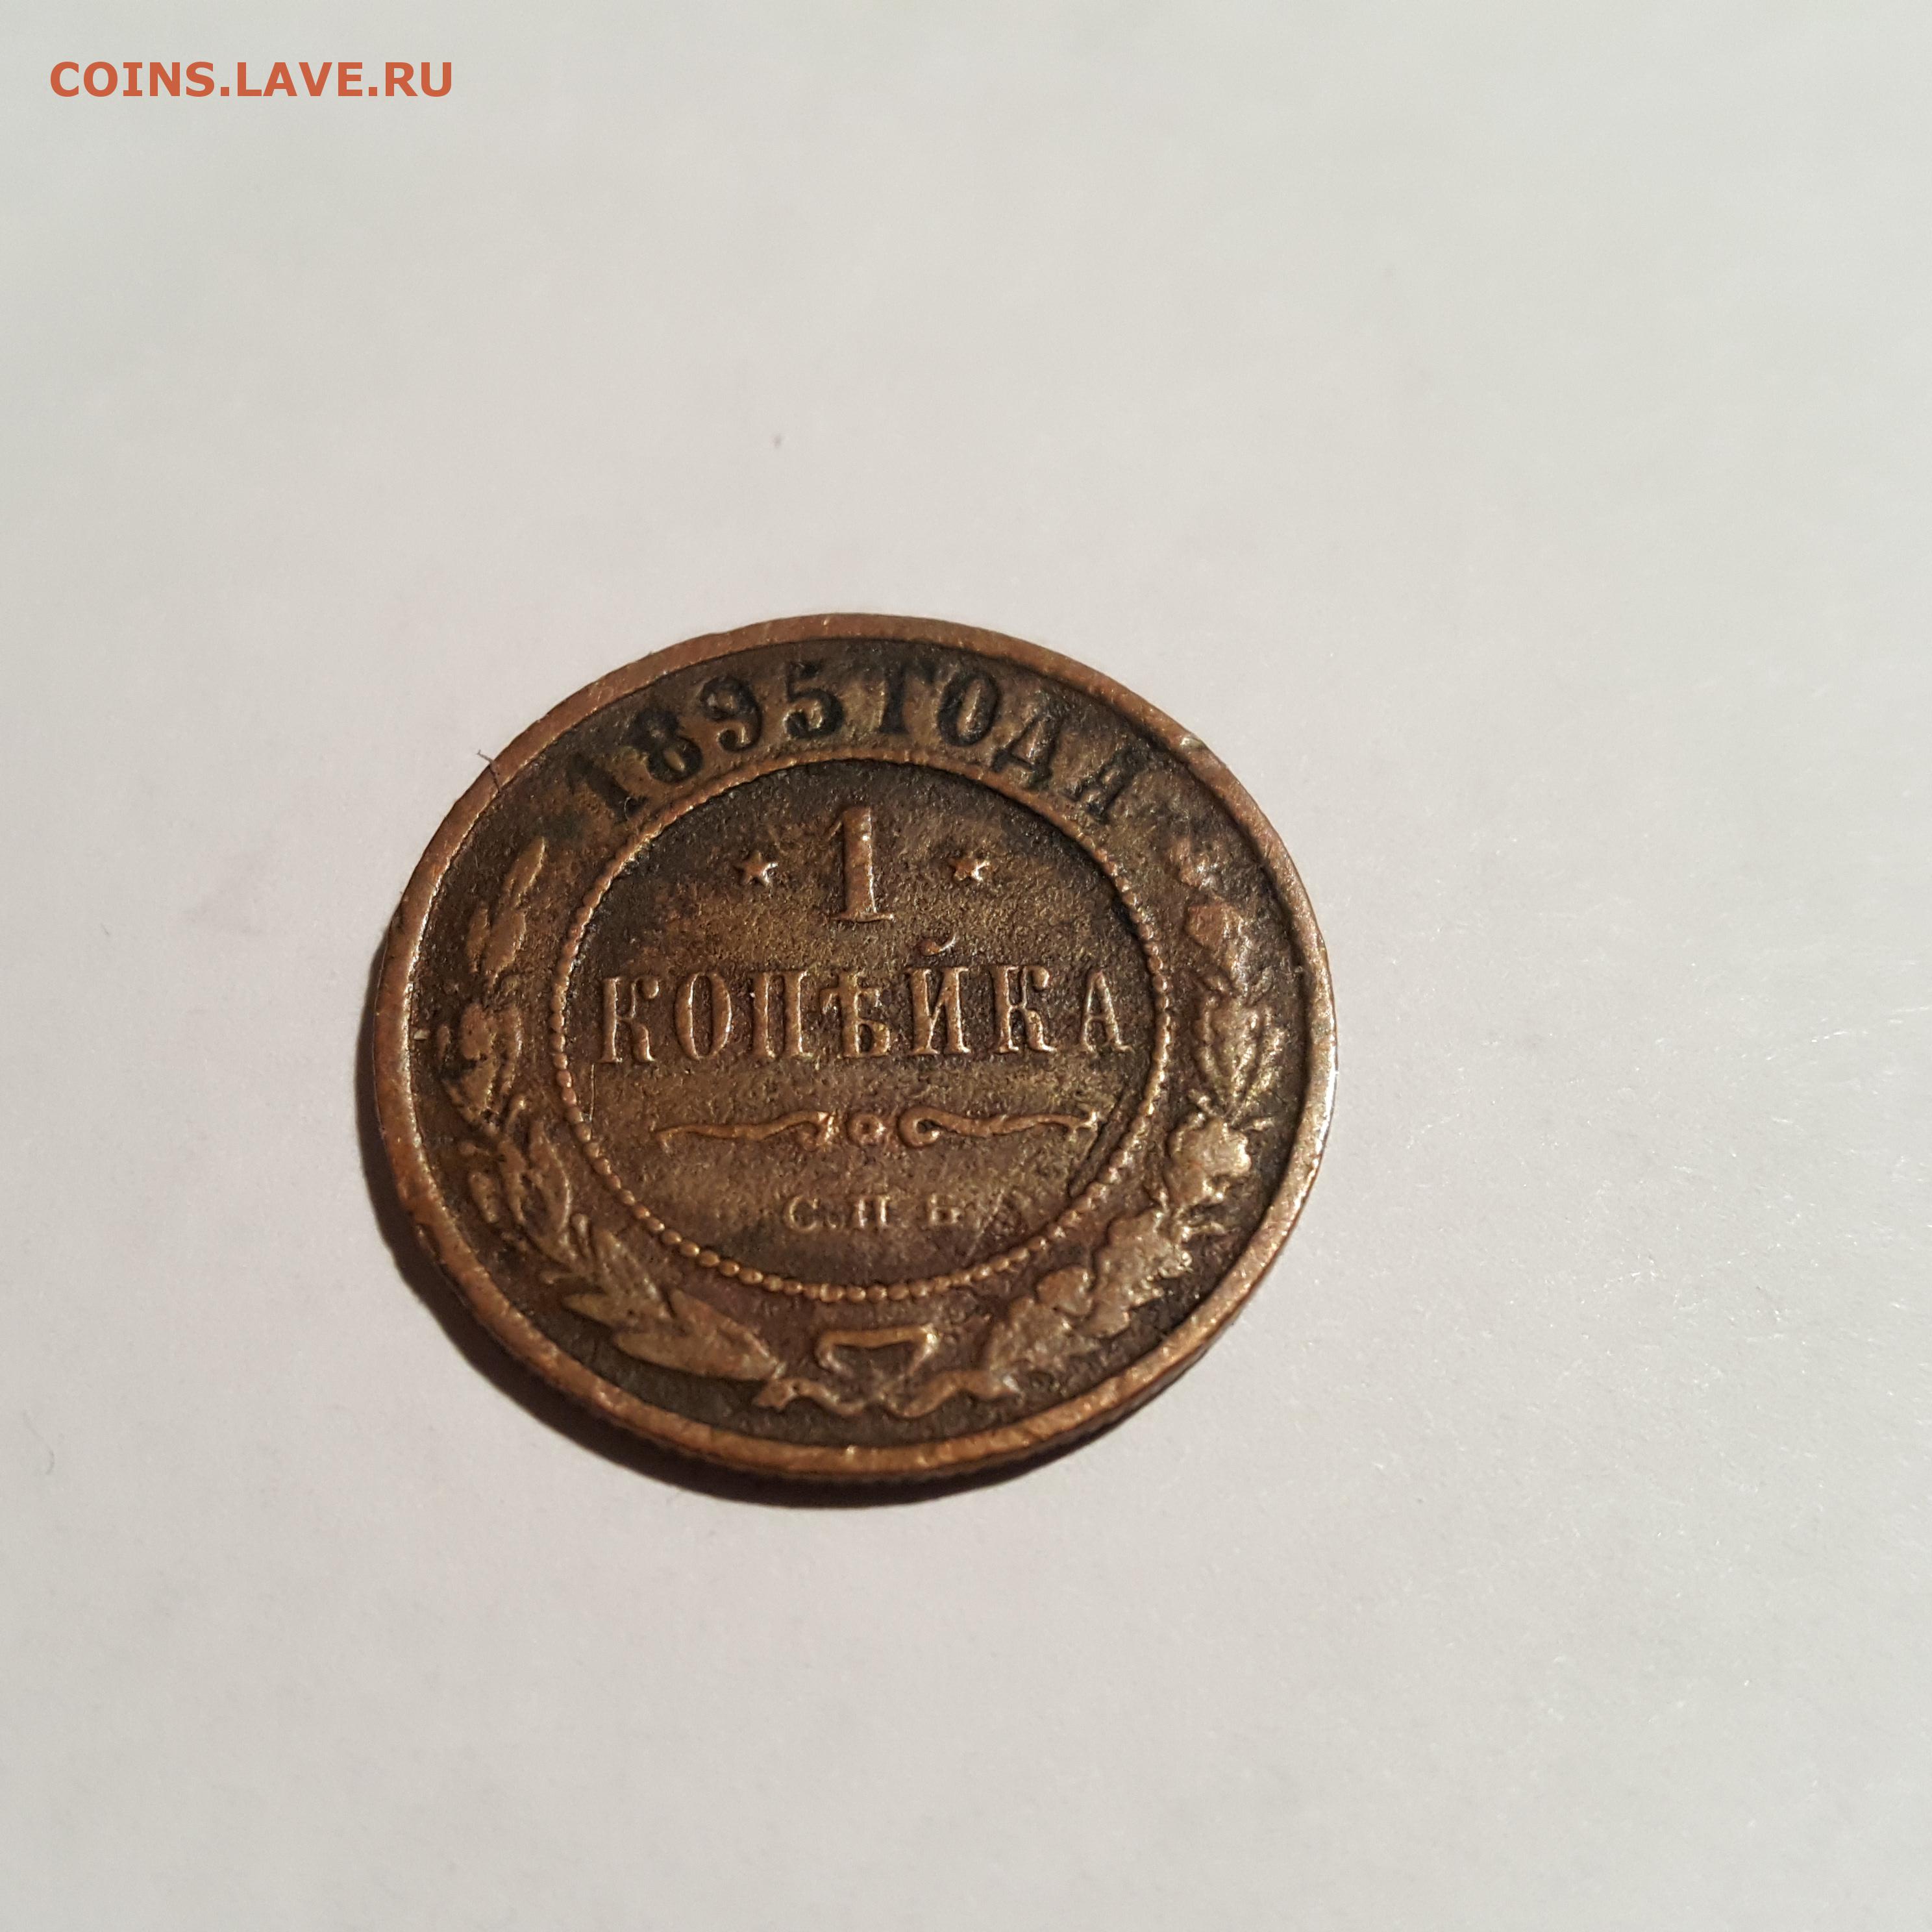 COINS.LAVE.RU
1895 ГОДА
1
КОПѢЙКА
С.П.Б.